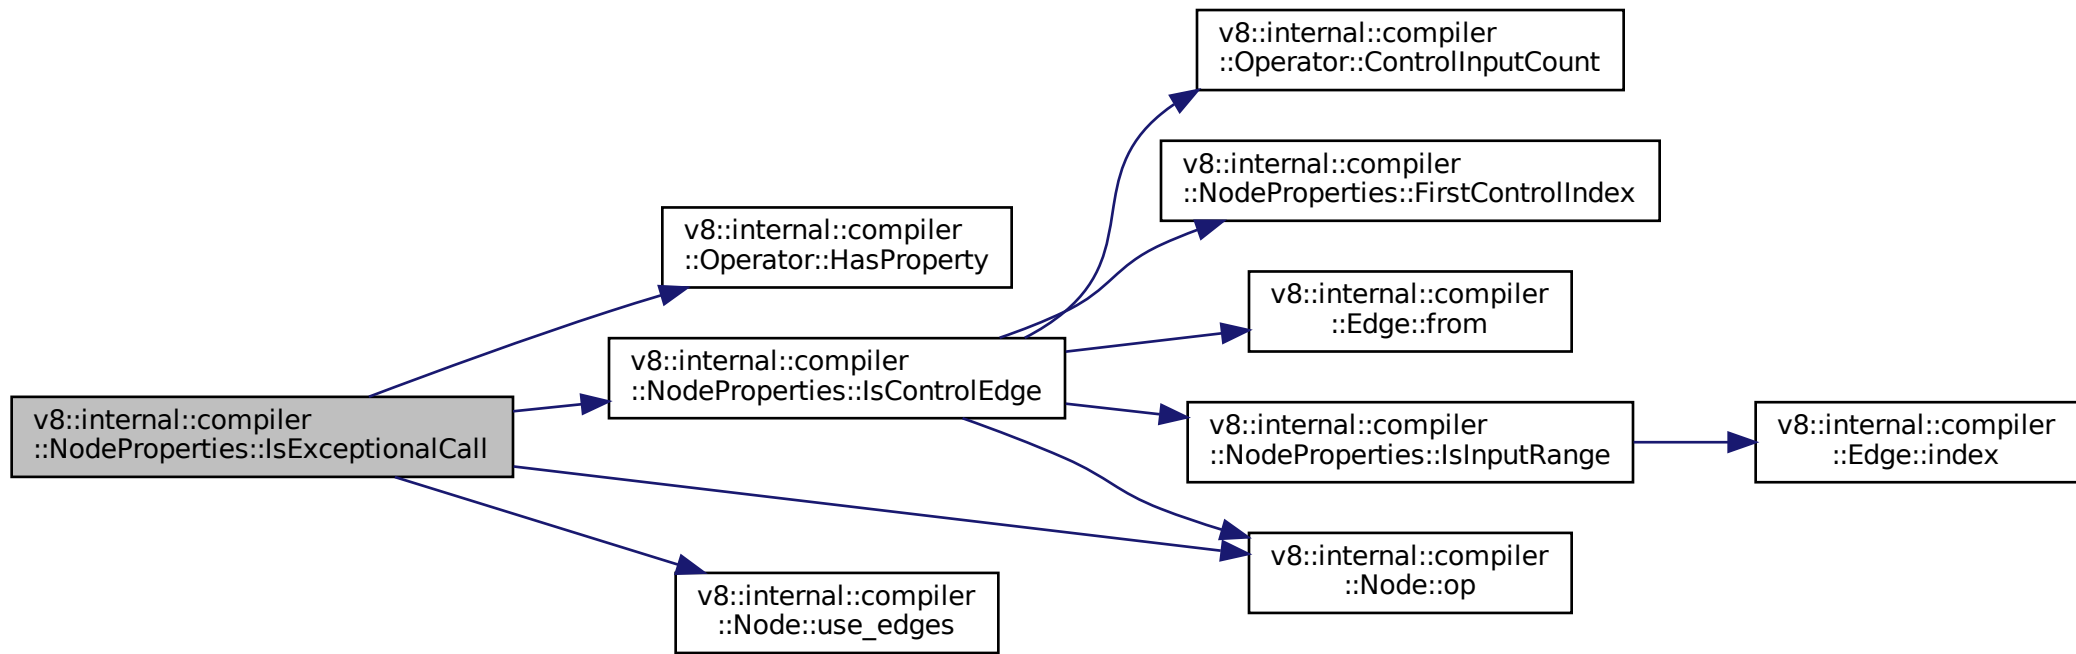 v8::internal::compiler
::Operator::ControlInputCount
v8::internal::compiler
::NodeProperties::FirstControlIndex
v8::internal::compiler
::Operator::HasProperty
v8::internal::compiler
::Edge::from
v8::internal::compiler
::NodeProperties::IsControlEdge
v8::internal::compiler
::NodeProperties::IsExceptionalCall
v8::internal::compiler
::NodeProperties::IsInputRange
v8::internal::compiler
::Edge::index
v8::internal::compiler
::Node::op
v8::internal::compiler
::Node::use_edges